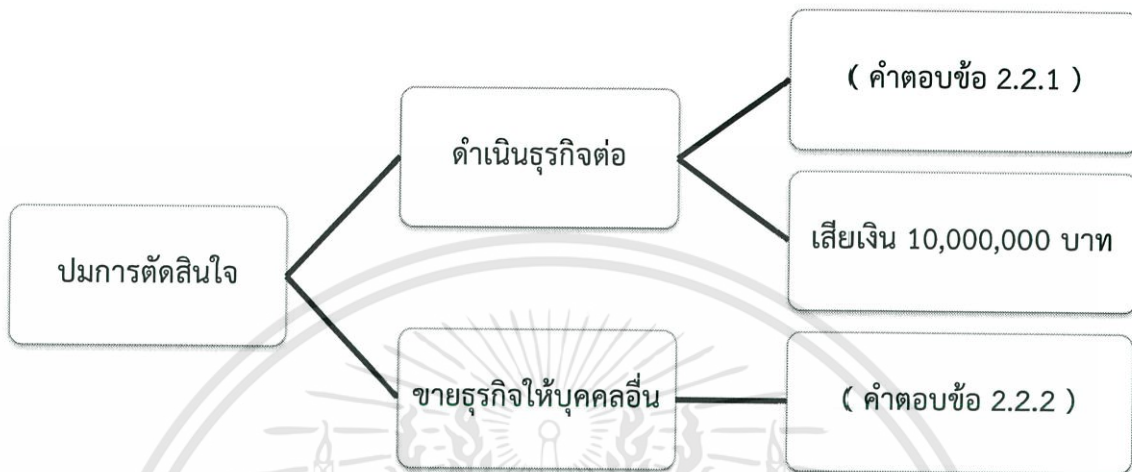 ( คำตอบข้อ 2.2.1 )
ดำเนินธุรกิจต่อ
เสียเงิน 10,000,000 บาท
ปมการตัดสินใจ
ขายธุรกิจให้บุคคลอื่น
( คำตอบข้อ 2.2.2 )